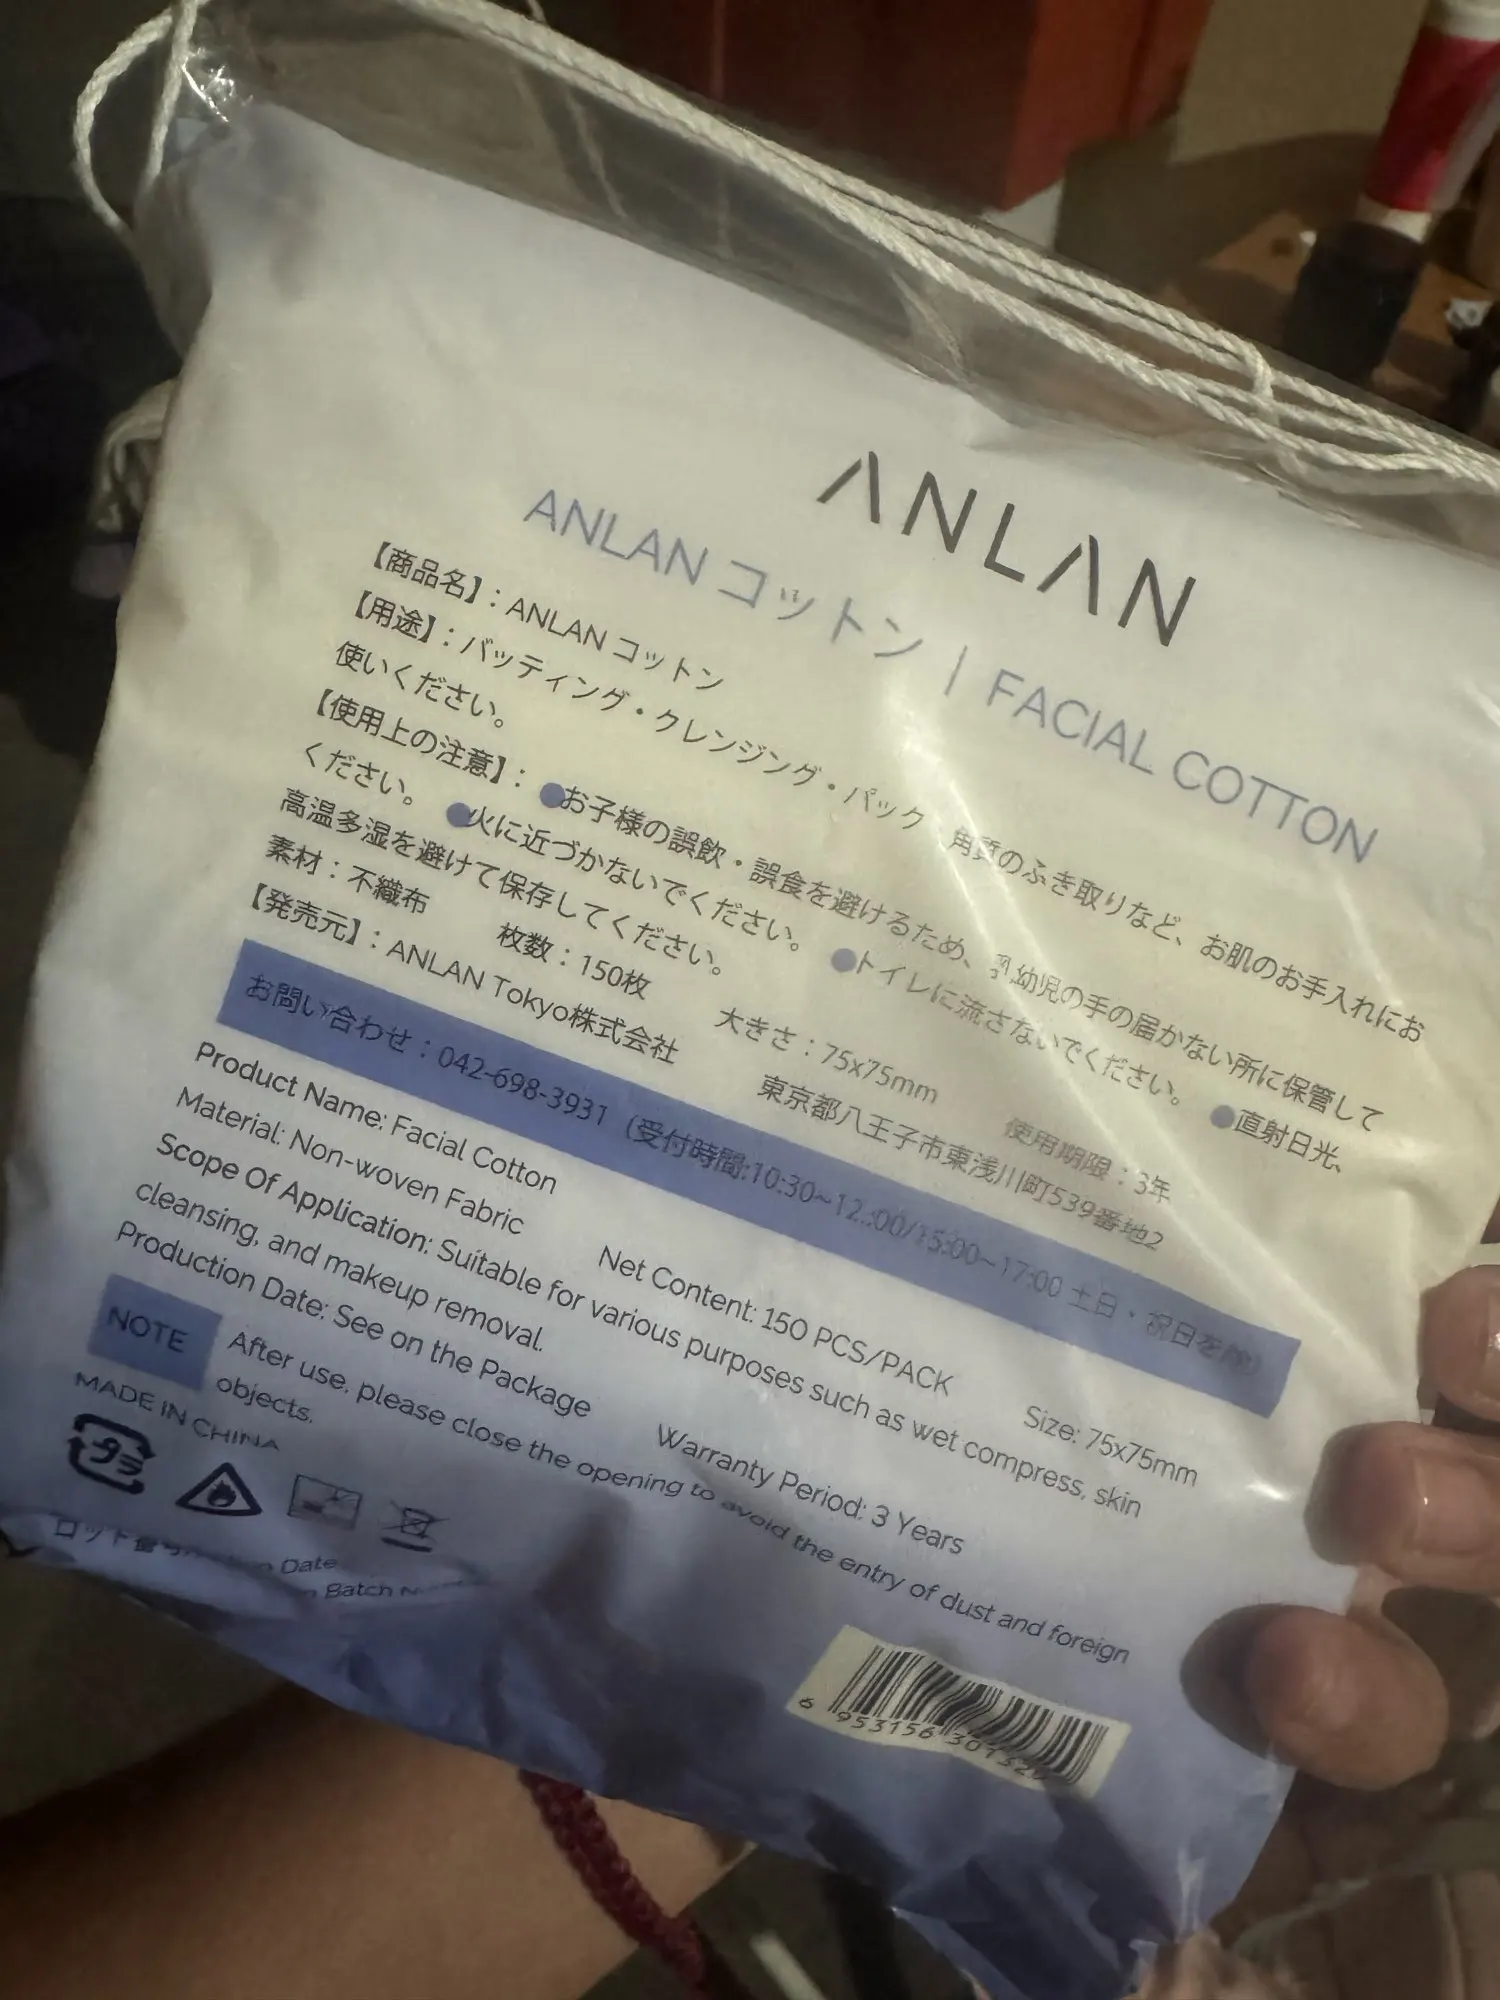 ANLAN
ANLAN コットン | FACIAL COTTON
【商品名】：ANLAN コットン
【用途】：バッティング・クレンジング・パック 角質のふき取りなど、お肌のお手入れにお
使いください。
【使用上の注意】：●お子様の誤飲・誤食を避けるため、乳幼児の手の届かない所に保管して
ください。 ●火に近づかないでください。 ●トイレに流さないでください。 ●直射日光、
高温多湿を避けて保存してください。
素材：不織布 枚数：150枚 大きさ：75x75mm 使用期限：3年
【発売元】：ANLAN Tokyo株式会社 東京都八王子市東浅川町539番地2
お問い合わせ：042-698-3931（受付時間:10:30~12:00/15:00~17:00 土日・祝日を除）
Product Name: Facial Cotton
Material: Non-woven Fabric Net Content: 150 PCS/PACK Size: 75x75mm
Scope Of Application: Suitable for various purposes such as wet compress, skin
cleansing, and makeup removal.
Production Date: See on the Package Warranty Period: 3 Years
NOTE After use, please close the opening to avoid the entry of dust and foreign
objects.
MADE IN CHINA
プラ
ロット番号 Date
Batch
6 953156 30132